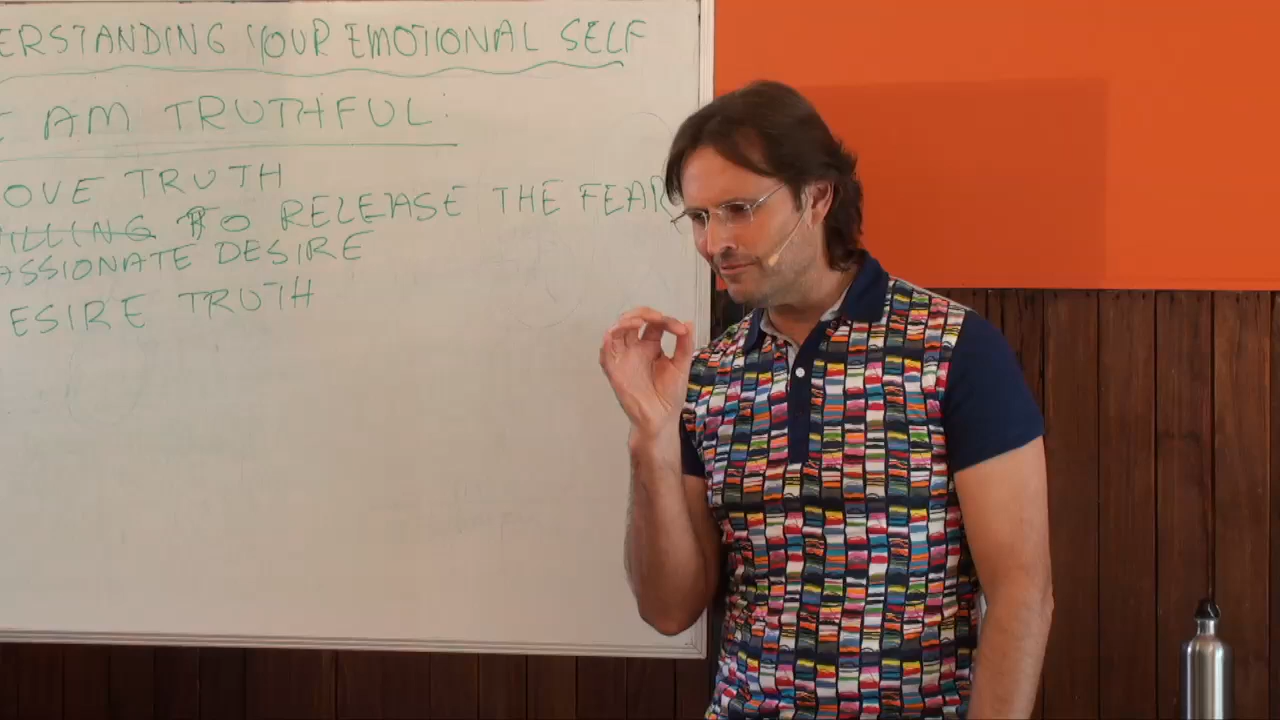 ERSTANDING YOUR EMOTIONAL SELF
I AM TRUTHFUL.
OVE TRUTH
ILLING TO RELEASE THE FEAR
ASSIONATE DESIRE
ESIRE TRUTH